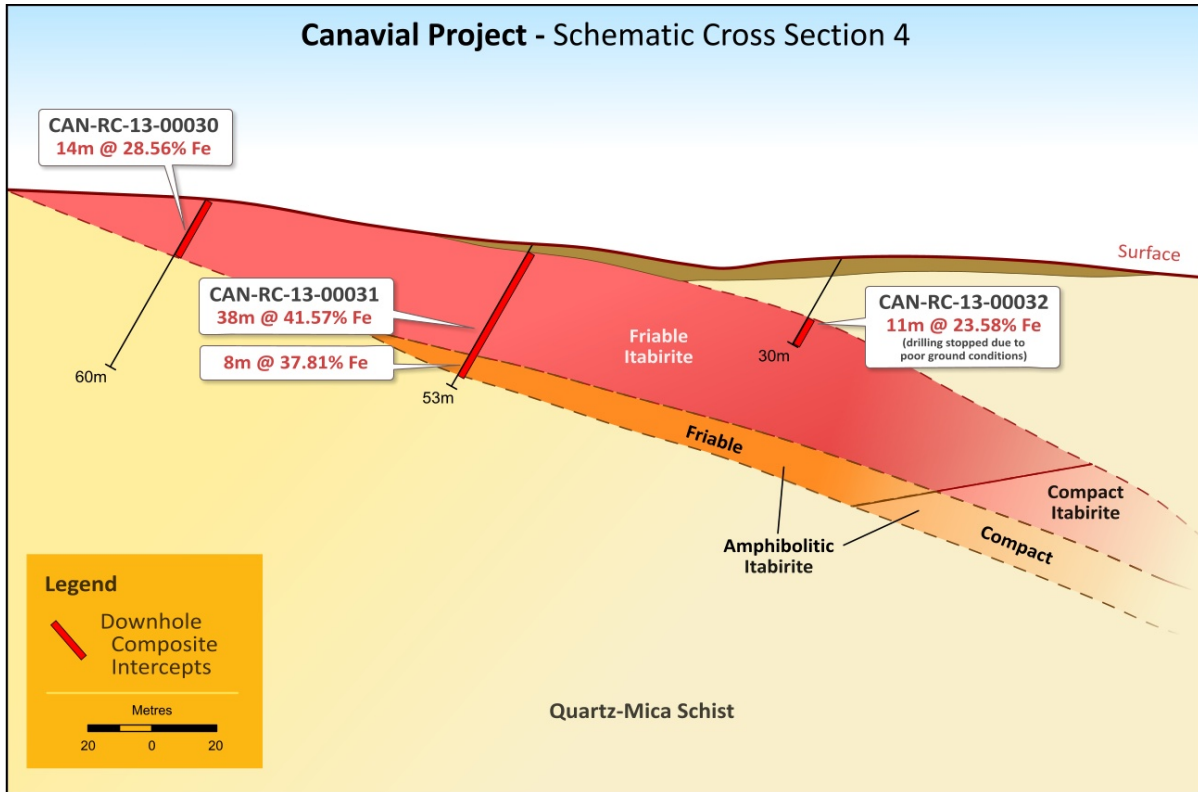 Canavial Project - Schematic Cross Section 4
CAN-RC-13-00030
14m @ 28.56% Fe
Surface
CAN-RC-13-00031
38m @ 41.57% Fe
8m @ 37.81% Fe
CAN-RC-13-00032
11m @ 23.58% Fe
(drilling stopped due to
poor ground conditions)
Friable
Itabirite
30m
60m
53m
Friable
Compact
Itabirite
Compact
Amphibolitic
Itabirite
Legend
Downhole
Composite
Intercepts
Metres
20 0 20
Quartz-Mica Schist